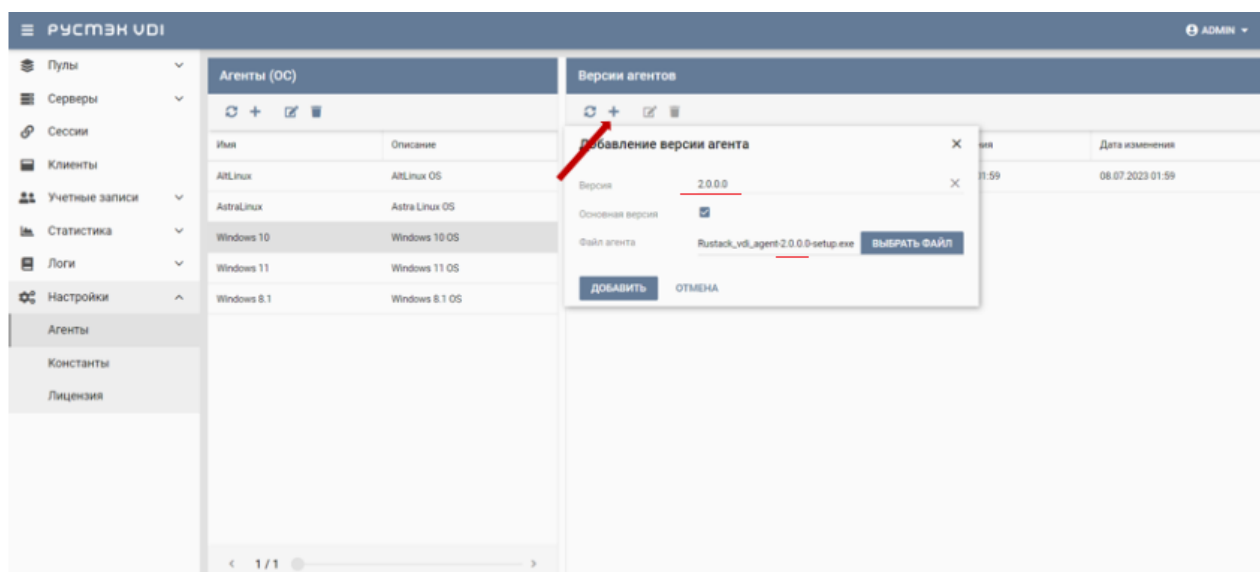 РУСТЭК VDI
ADMIN
Пулы
Серверы
Сессии
Клиенты
Учетные записи
Статистика
Логи
Настройки
Агенты
Константы
Лицензия
Агенты (ОС)
Имя Описание
AltLinux AltLinux OS
AstraLinux Astra Linux OS
Windows 10 Windows 10 OS
Windows 11 Windows 11 OS
Windows 8.1 Windows 8.1 OS
1/1
Версии агентов
Дата изменения
08.07.2023 01:59
Добавление версии агента
Версия 2.0.0.0
Основная версия
Файл агента Rustack_vdi_agent-2.0.0.0-setup.exe ВЫБРАТЬ ФАЙЛ
ДОБАВИТЬ ОТМЕНА